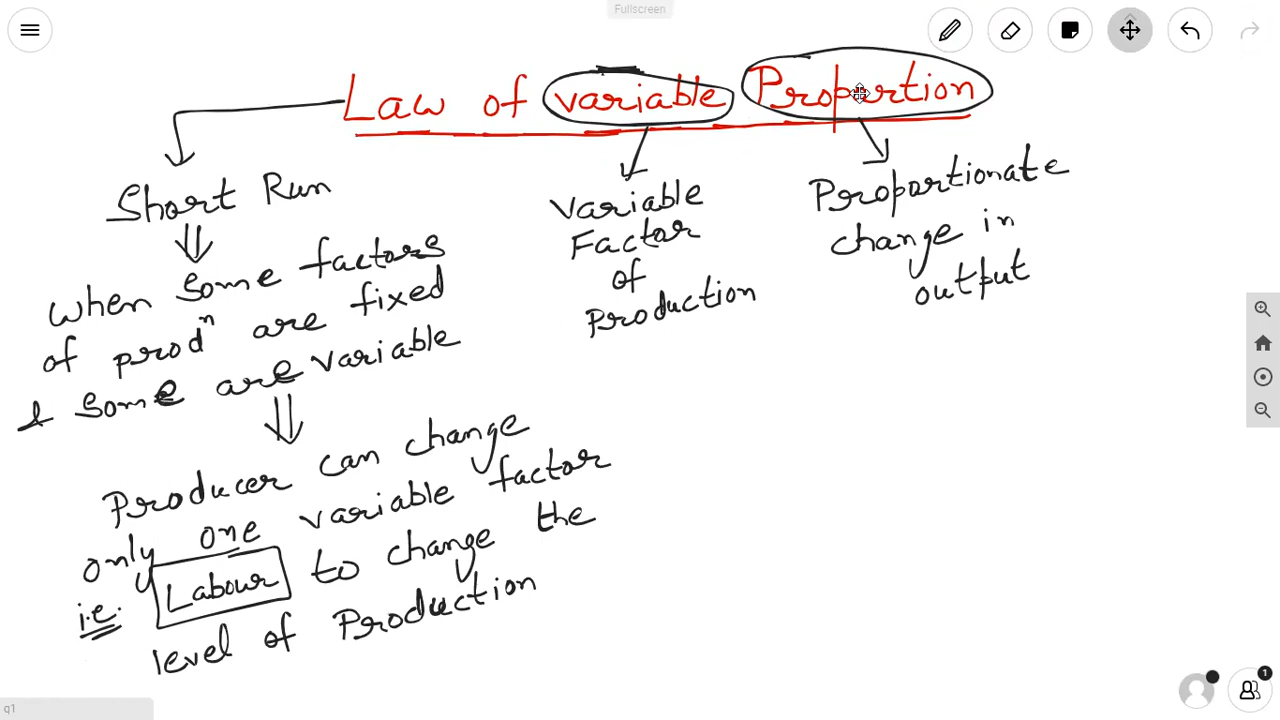 Fullscreen
Law of variable Proportion
Short Run
when some factors
of prodⁿ are fixed
& some are variable
Producer can change
only one variable factor
i.e. Labour to change the
level of Production
Variable
Factor
of
Production
Proportionate
change in
output
q1
1